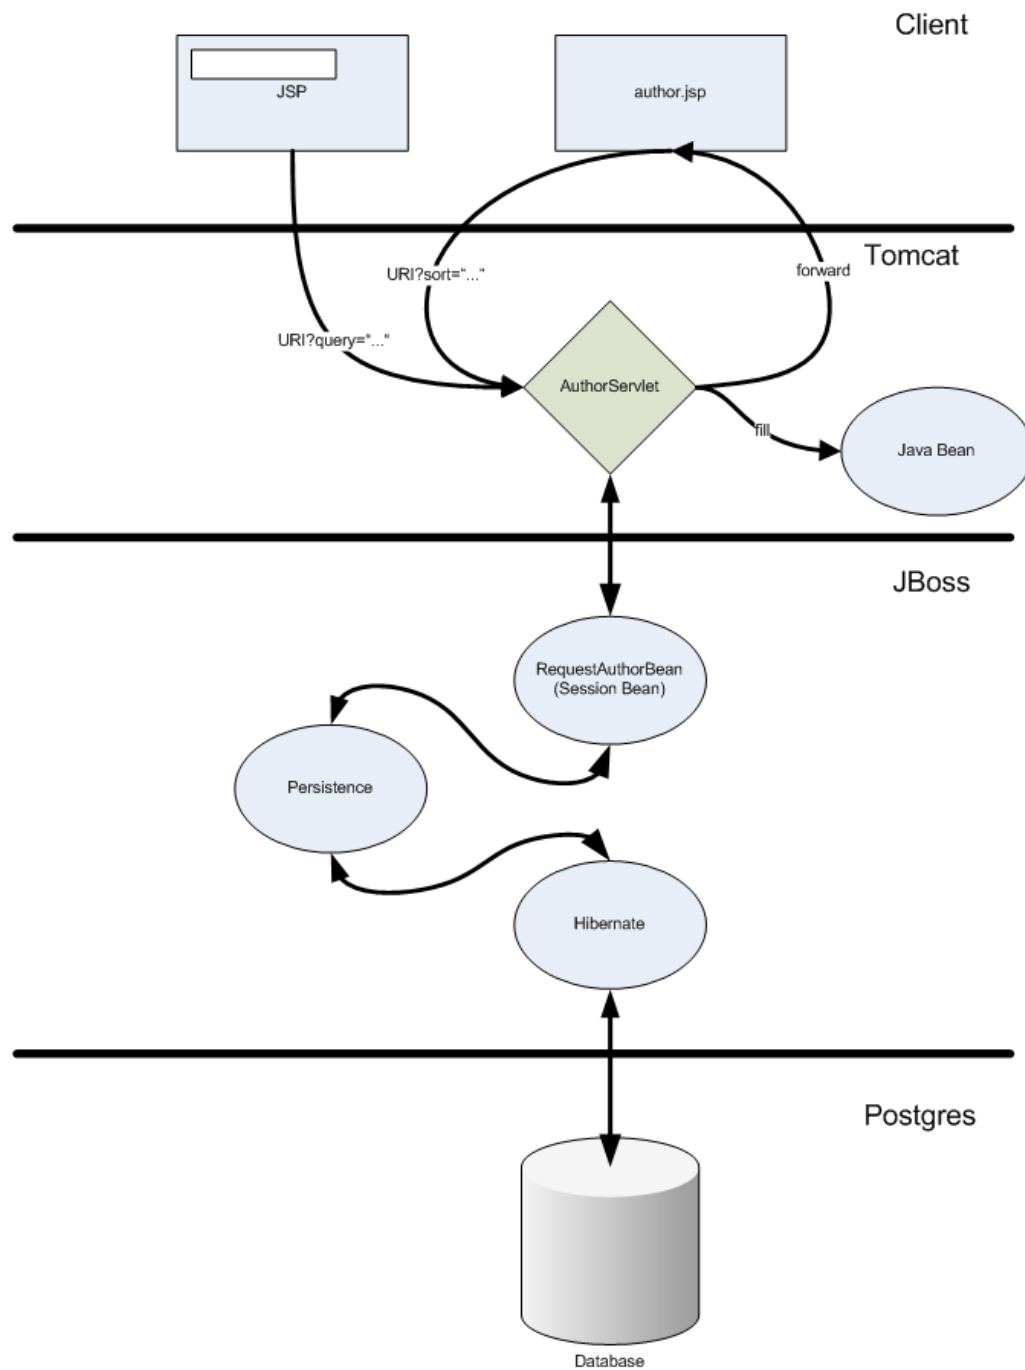 Client
JSP
author.jsp
Tomcat
URI?sort="..."
forward
URI?query="..."
AuthorServlet
fill
Java Bean
JBoss
RequestAuthorBean
(Session Bean)
Persistence
Hibernate
Postgres
Database